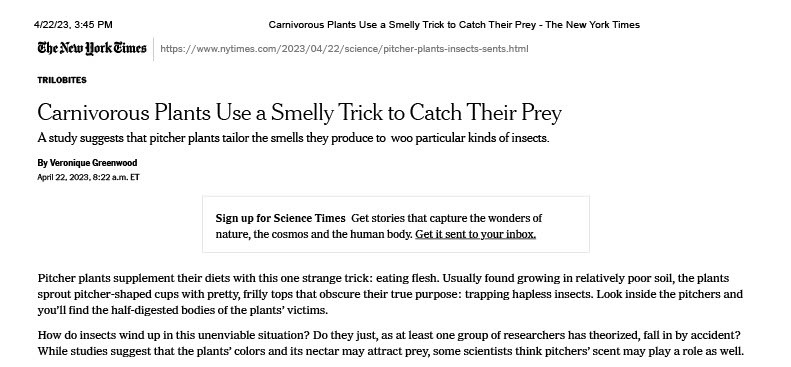 4/22/23, 3:45 PM Carnivorous Plants Use a Smelly Trick to Catch Their Prey - The New York Times
The New York Times https://www.nytimes.com/2023/04/22/science/pitcher-plants-insects-sents.html
TRILOBITES
Carnivorous Plants Use a Smelly Trick to Catch Their Prey
A study suggests that pitcher plants tailor the smells they produce to woo particular kinds of insects.
By Veronique Greenwood
April 22, 2023, 8:22 a.m. ET
Sign up for Science Times Get stories that capture the wonders of
nature, the cosmos and the human body. Get it sent to your inbox.
Pitcher plants supplement their diets with this one strange trick: eating flesh. Usually found growing in relatively poor soil, the plants
sprout pitcher-shaped cups with pretty, frilly tops that obscure their true purpose: trapping hapless insects. Look inside the pitchers and
you'll find the half-digested bodies of the plants' victims.
How do insects wind up in this unenviable situation? Do they just, as at least one group of researchers has theorized, fall in by accident?
While studies suggest that the plants' colors and its nectar may attract prey, some scientists think pitchers' scent may play a role as well.